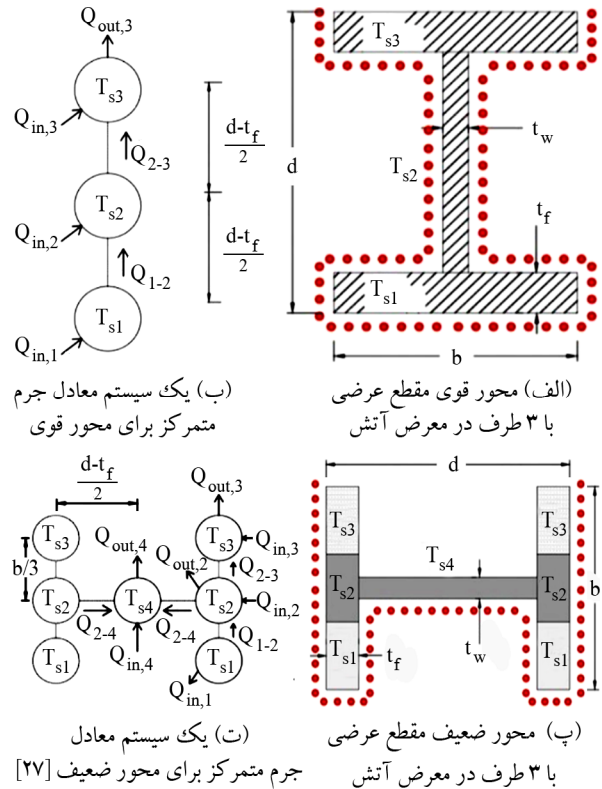 Q_out,3
T_s3
Q_in,3
Q_2-3
d-t_f
2
T_s2
Q_in,2
d-t_f
2
Q_1-2
T_s1
Q_in,1
T_s3
t_w
d
T_s2
t_f
T_s1
b
(الف) محور قوی مقطع عرضی
با ۳ طرف در معرض آتش
(ب) یک سیستم معادل جرم
متمرکز برای محور قوی
d-t_f
2
Q_out,3
T_s3
Q_out,4
T_s3
Q_in,3
b/3
Q_out,2
Q_2-3
T_s2
T_s4
T_s2
Q_in,2
Q_2-4
Q_2-4
Q_1-2
T_s1
Q_in,4
T_s1
Q_in,1
d
T_s3
T_s3
T_s4
T_s2
T_s2
b
T_s1
t_f
t_w
T_s1
(پ) محور ضعیف مقطع عرضی
با ۳ طرف در معرض آتش
(ت) یک سیستم معادل
جرم متمرکز برای محور ضعیف [۲۷]